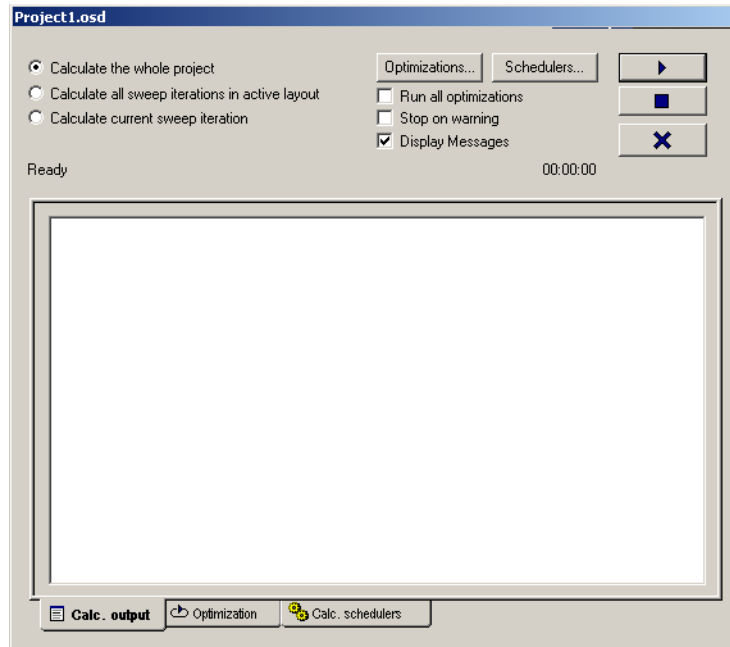 Project1.osd
Calculate the whole project
Calculate all sweep iterations in active layout
Calculate current sweep iteration
Optimizations... Schedulers...
Run all optimizations
Stop on warning
Display Messages
Ready 00:00:00
Calc. output Optimization Calc. schedulers